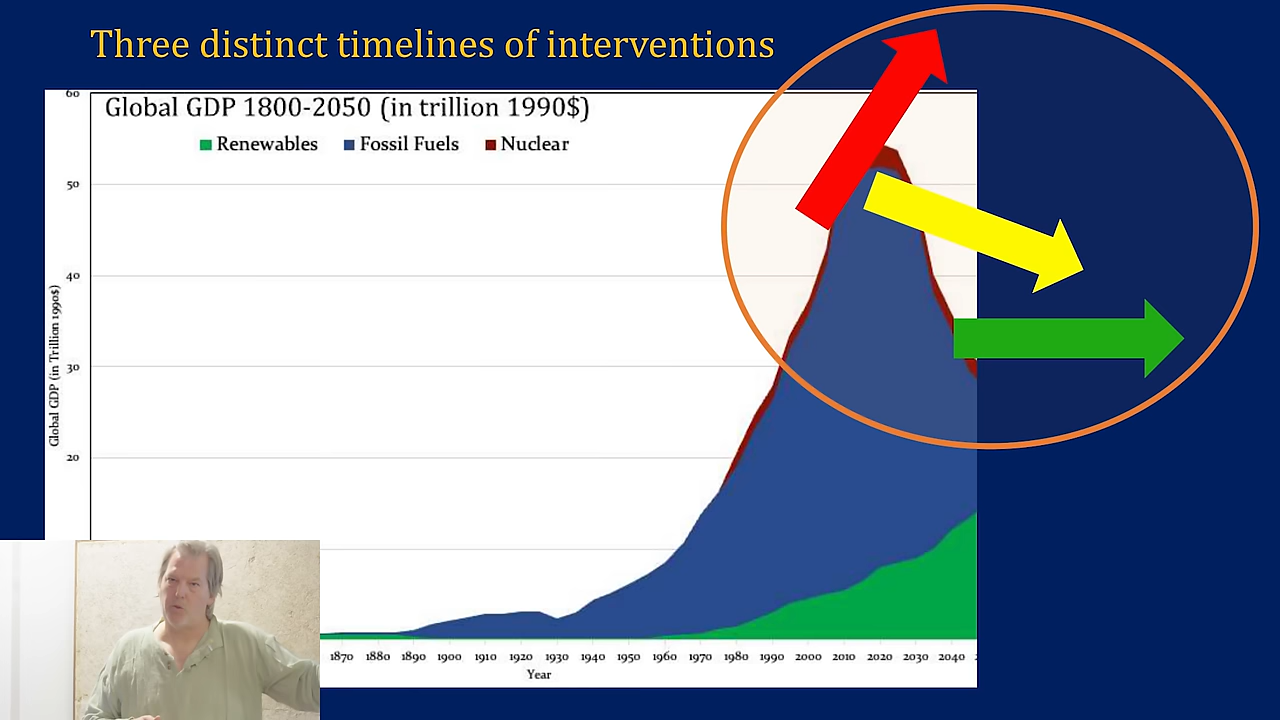 Three distinct timelines of interventions
Global GDP 1800-2050 (in trillion 1990$)
Renewables Fossil Fuels Nuclear
60
50
40
30
20
Global GDP (in Trillion 1990$)
1870 1880 1890 1900 1910 1920 1930 1940 1950 1960 1970 1980 1990 2000 2010 2020 2030 2040
Year